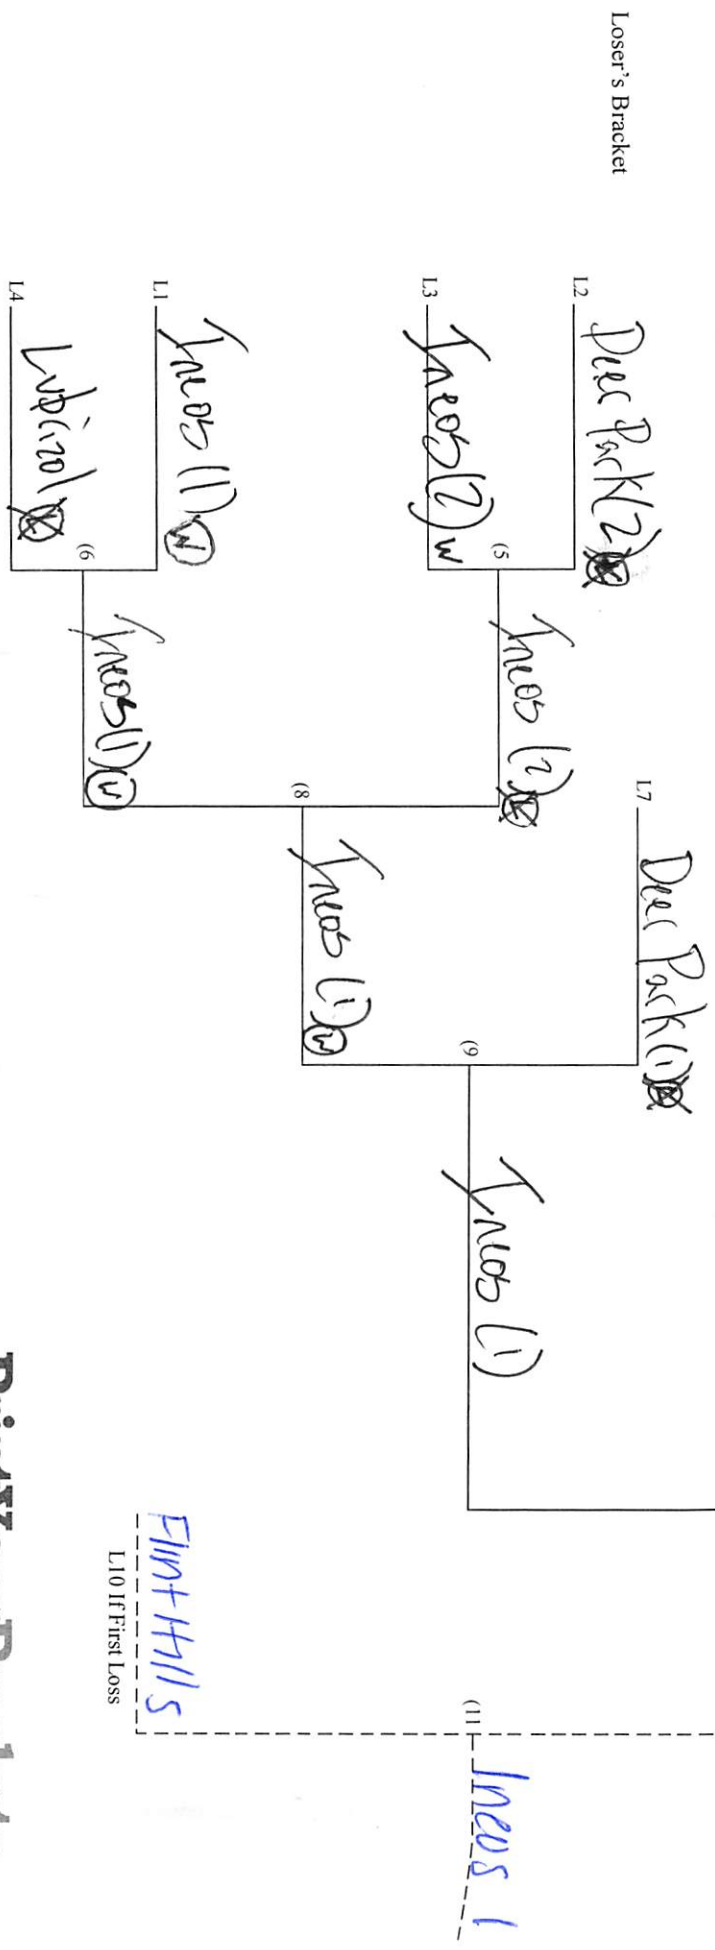 Loser's Bracket
L2
Deer Park(2)
L3
Ineos(2) W
(5
Ineos (2)
L1
Ineos (1) W
L4
Lubrizol
(6
Ineos(1) W
(8
Ineos (1) W
L7
Deer Park(1)
(9
Ineos (1)
Flint Hills
L10 If First Loss
(11
Ineos 1